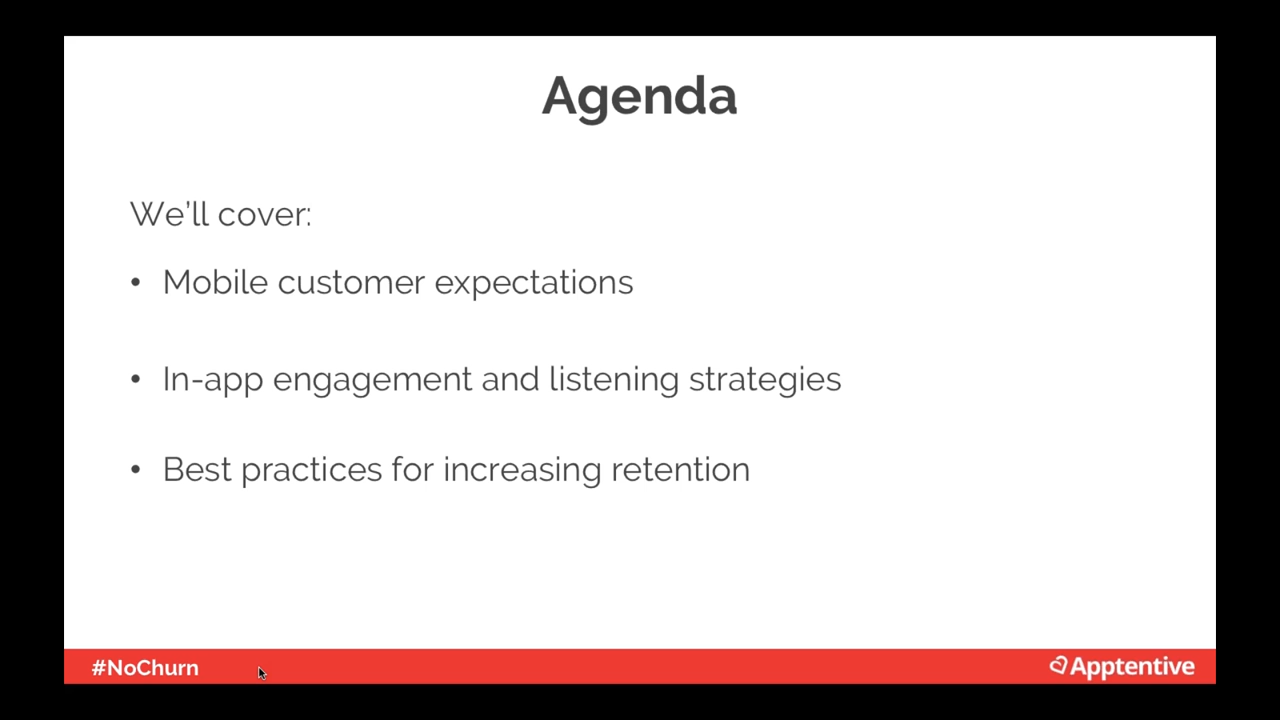 Agenda
We'll cover:
• Mobile customer expectations
• In-app engagement and listening strategies
• Best practices for increasing retention
#NoChurn
Apptentive